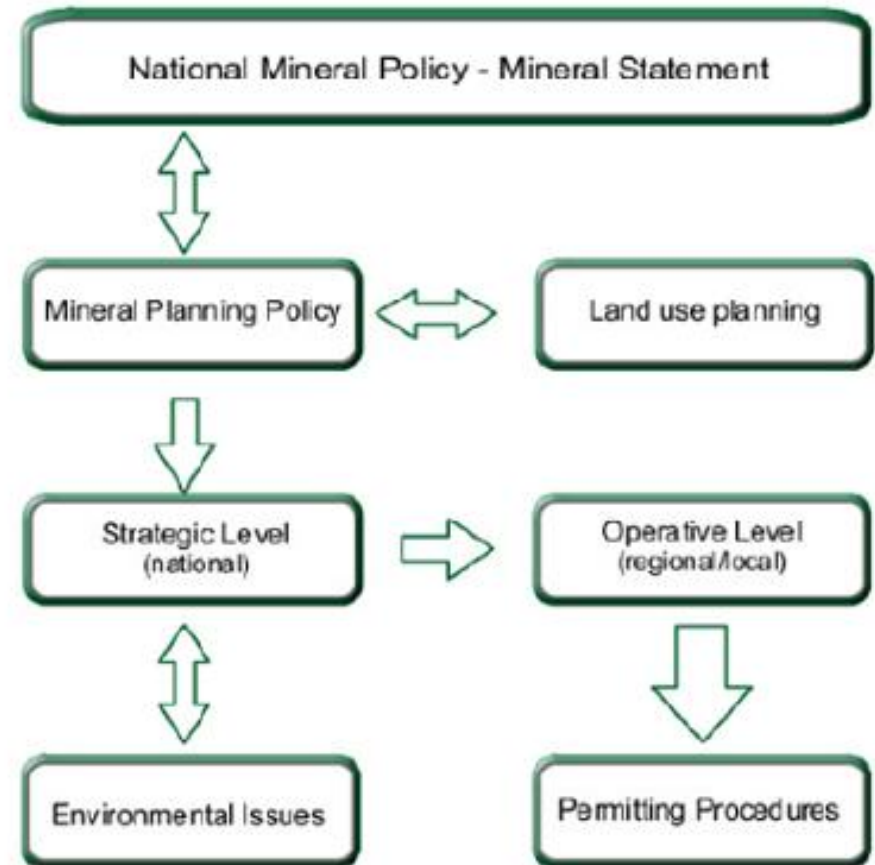 National Mineral Policy - Mineral Statement
Mineral Planning Policy
Land use planning
Strategic Level
(national)
Operative Level
(regional/local)
Environmental Issues
Permitting Procedures